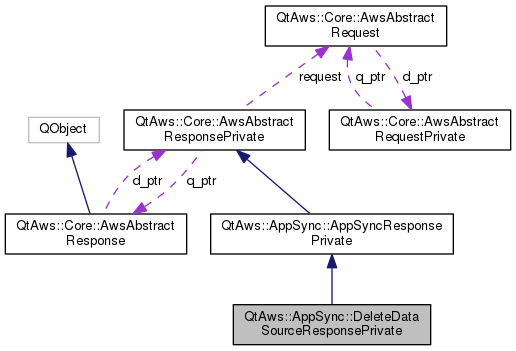 QtAws::Core::AwsAbstract
Request
request
q_ptr
d_ptr
QObject
QtAws::Core::AwsAbstract
ResponsePrivate
QtAws::Core::AwsAbstract
RequestPrivate
d_ptr
q_ptr
QtAws::Core::AwsAbstract
Response
QtAws::AppSync::AppSyncResponse
Private
QtAws::AppSync::DeleteData
SourceResponsePrivate